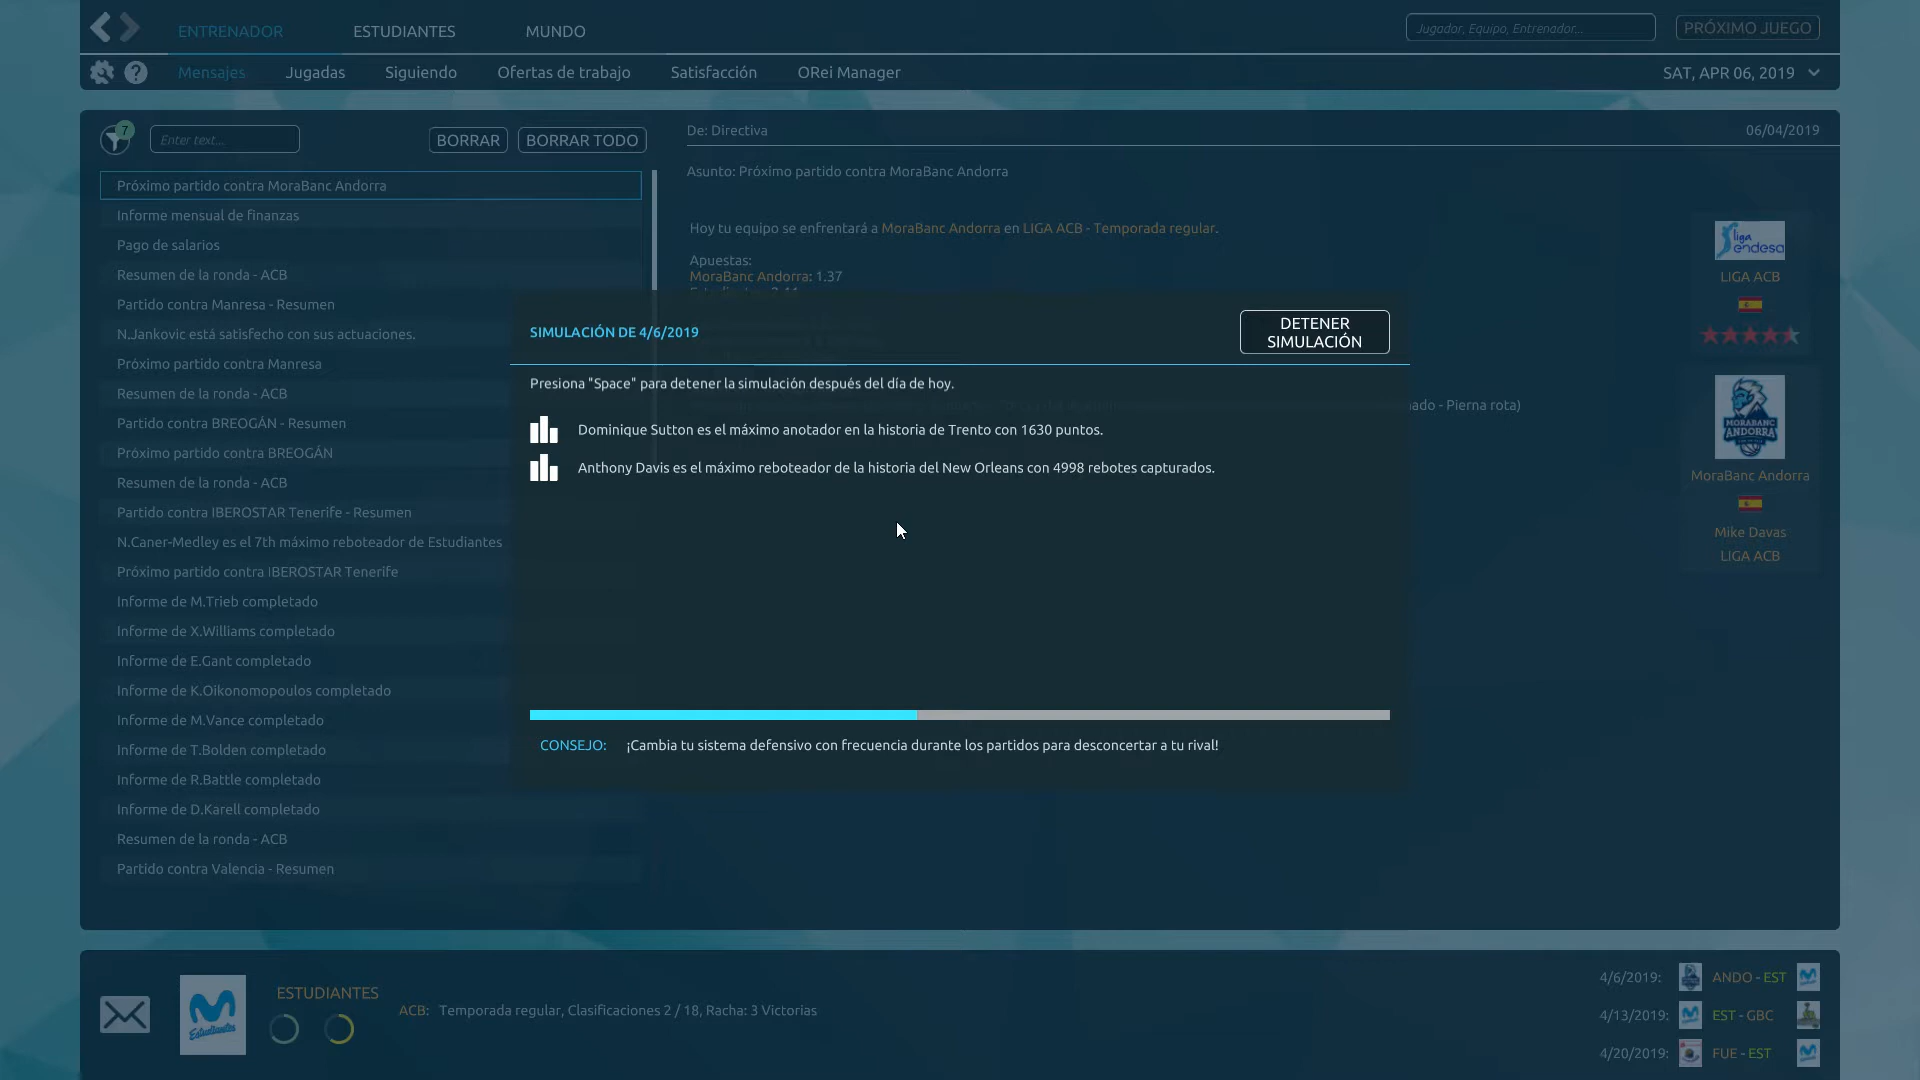 ENTRENADOR
ESTUDIANTES
MUNDO
Jugador, Equipo, Entrenador...
PRÓXIMO JUEGO
Mensajes
Jugadas
Siguiendo
Ofertas de trabajo
Satisfacción
ORei Manager
SAT, APR 06, 2019
7
Enter text...
BORRAR
BORRAR TODO
Próximo partido contra MoraBanc Andorra
Informe mensual de finanzas
Pago de salarios
Resumen de la ronda - ACB
Partido contra Manresa - Resumen
N.Jankovic está satisfecho con sus actuaciones.
Próximo partido contra Manresa
Resumen de la ronda - ACB
Partido contra BREOGÁN - Resumen
Próximo partido contra BREOGÁN
Resumen de la ronda - ACB
Partido contra IBEROSTAR Tenerife - Resumen
N.Caner-Medley es el 7th máximo reboteador de Estudiantes
Próximo partido contra IBEROSTAR Tenerife
Informe de M.Trieb completado
Informe de X.Williams completado
Informe de E.Gant completado
Informe de K.Oikonomopoulos completado
Informe de M.Vance completado
Informe de T.Bolden completado
Informe de R.Battle completado
Informe de D.Karell completado
Resumen de la ronda - ACB
Partido contra Valencia - Resumen
De: Directiva
06/04/2019
Asunto: Próximo partido contra MoraBanc Andorra
Hoy tu equipo se enfrentará a MoraBanc Andorra en LIGA ACB - Temporada regular.
Apuestas:
MoraBanc Andorra: 1.37
- Pierna rota)
liga endesa
LIGA ACB
MORABANC ANDORRA
MoraBanc Andorra
Mike Davas
LIGA ACB
SIMULACIÓN DE 4/6/2019
DETENER SIMULACIÓN
Presiona "Space" para detener la simulación después del día de hoy.
Dominique Sutton es el máximo anotador en la historia de Trento con 1630 puntos.
Anthony Davis es el máximo reboteador de la historia del New Orleans con 4998 rebotes capturados.
CONSEJO: ¡Cambia tu sistema defensivo con frecuencia durante los partidos para desconcertar a tu rival!
Estudiantes
ESTUDIANTES
ACB: Temporada regular, Clasificaciones 2 / 18, Racha: 3 Victorias
4/6/2019: ANDO - EST
4/13/2019: EST - GBC
4/20/2019: FUE - EST